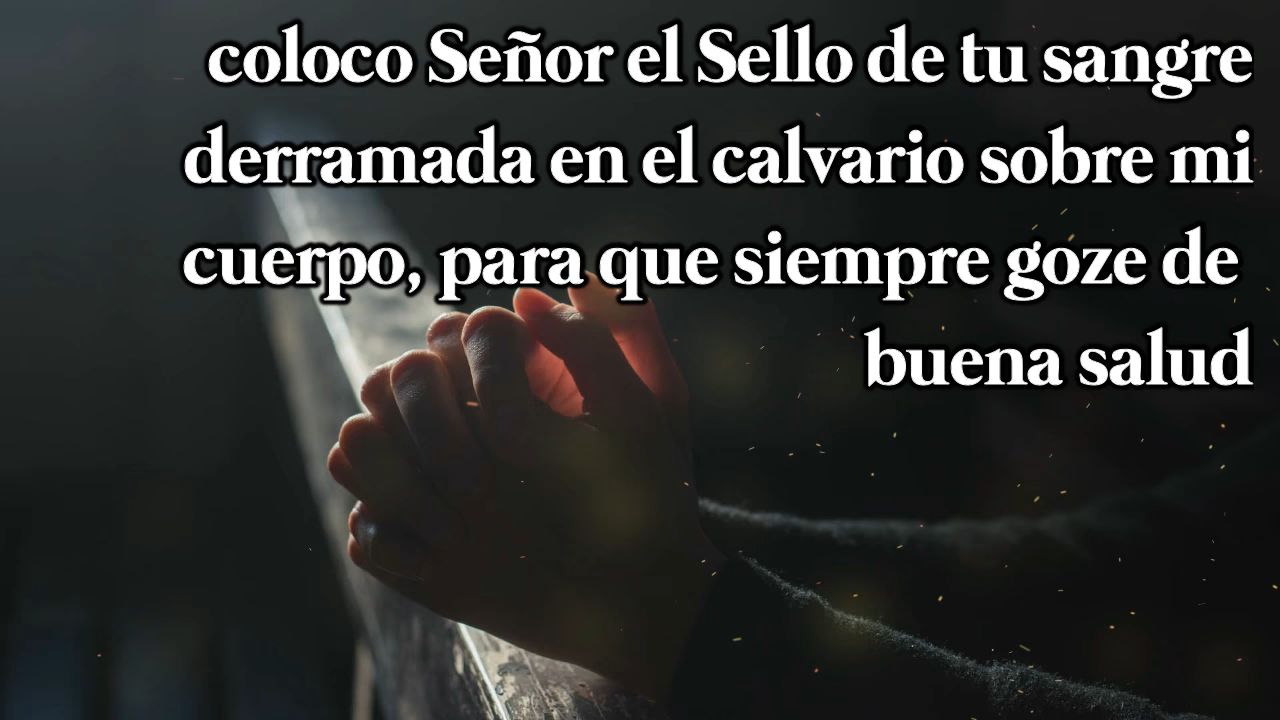 coloco Señor el Sello de tu sangre
derramada en el calvario sobre mi
cuerpo, para que siempre goze de
buena salud